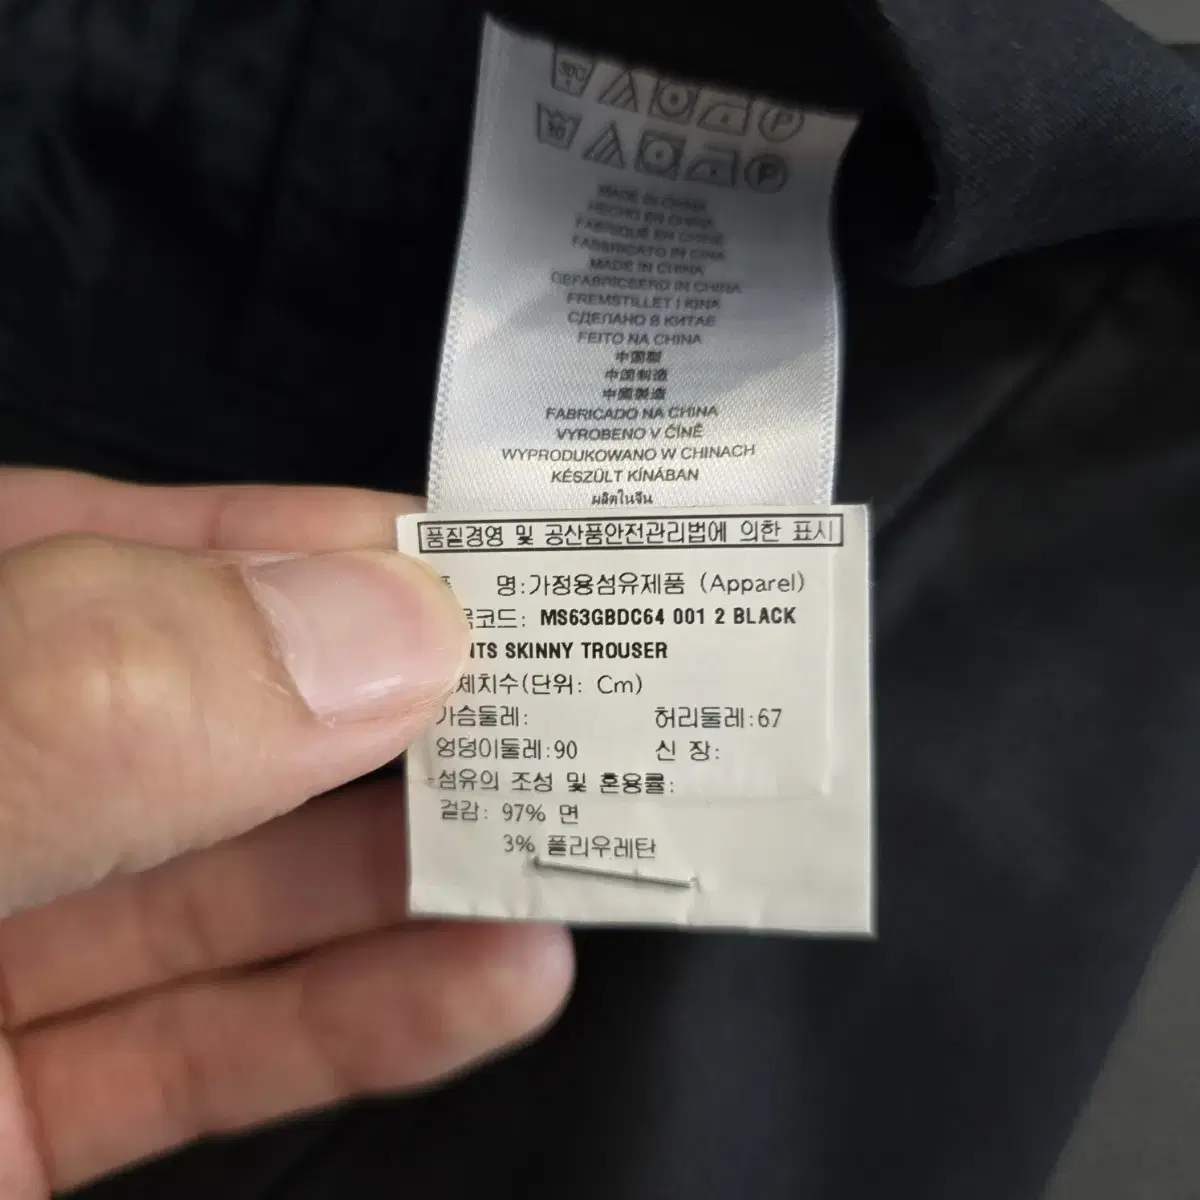 P
30
P
MADE IN CHINA
HECHO EN CHINA
FABRIQUÉ EN CHINE
FABBRICATO IN CINA
MADE IN CHINA
GEFABRICEERD IN CHINA
FREMSTILLET I KINA
СДЕЛАНО В КИТАЕ
FEITO NA CHINA
中国製
中国制造
中國製造
FABRICADO NA CHINA
VYROBENO V ČÍNĚ
WYPRODUKOWANO W CHINACH
KÉSZÜLT KÍNÁBAN
ผลิตในจีน
품질경영 및 공산품안전관리법에 의한 표시
명:가정용섬유제품 (Apparel)
코드: MS63GBDC64 001 2 BLACK
NTS SKINNY TROUSER
체치수(단위: Cm)
가슴둘레: 허리둘레:67
엉덩이둘레:90 신 장:
섬유의 조성 및 혼용률:
겉감: 97% 면
3% 폴리우레탄